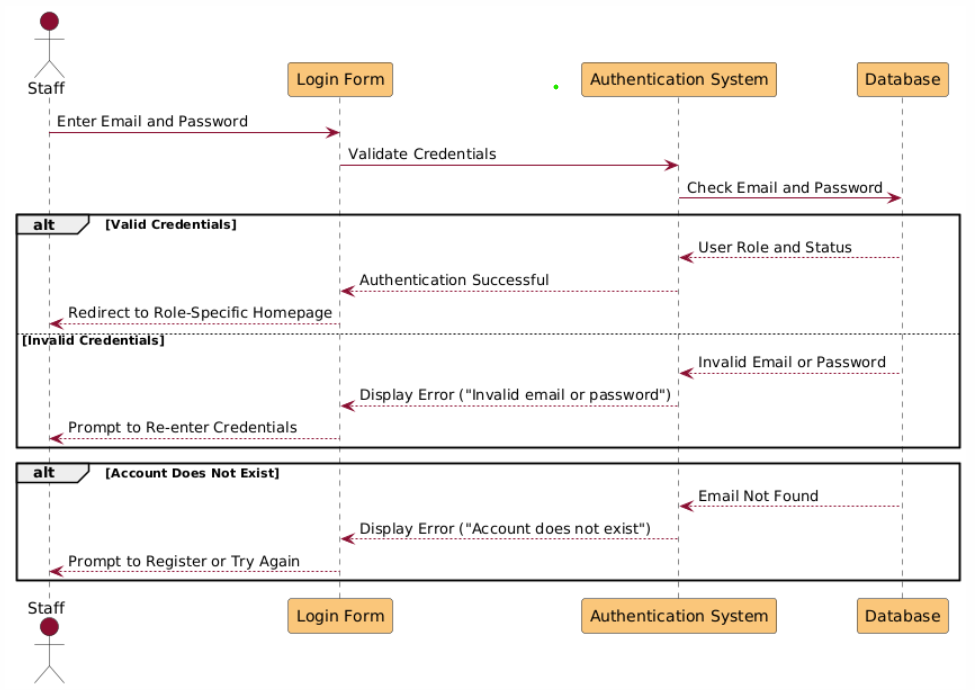 Staff
Login Form
Authentication System
Database
Enter Email and Password
Validate Credentials
Check Email and Password
alt
[Valid Credentials]
User Role and Status
Authentication Successful
Redirect to Role-Specific Homepage
[Invalid Credentials]
Invalid Email or Password
Display Error ("Invalid email or password")
Prompt to Re-enter Credentials
alt
[Account Does Not Exist]
Email Not Found
Display Error ("Account does not exist")
Prompt to Register or Try Again
Staff
Login Form
Authentication System
Database